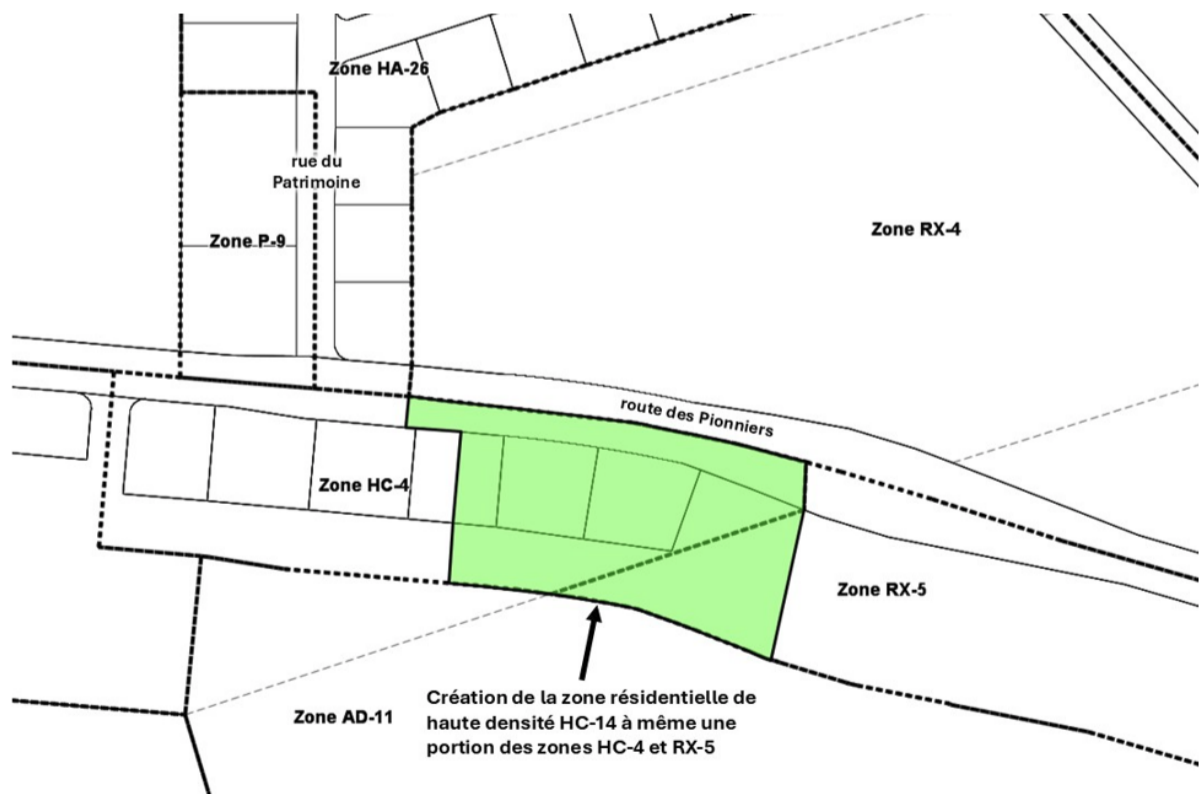 Zone HA-26
rue du
Patrimoine
Zone P-9
Zone RX-4
route des Pionniers
Zone HC-4
Zone RX-5
Création de la zone résidentielle de
haute densité HC-14 à même une
portion des zones HC-4 et RX-5
Zone AD-11